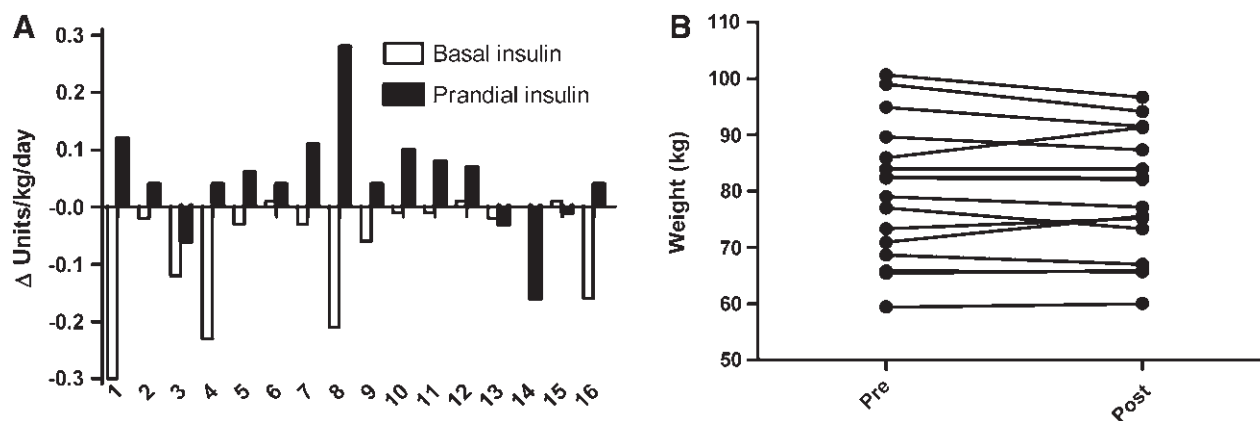 A
0.3
0.2
0.1
-0.0
-0.1
-0.2
-0.3
Δ Units/kg/day
Basal insulin
Prandial insulin
1 2 3 4 5 6 7 8 9 10 11 12 13 14 15 16
B
110
100
90
80
70
60
50
Weight (kg)
Pre Post